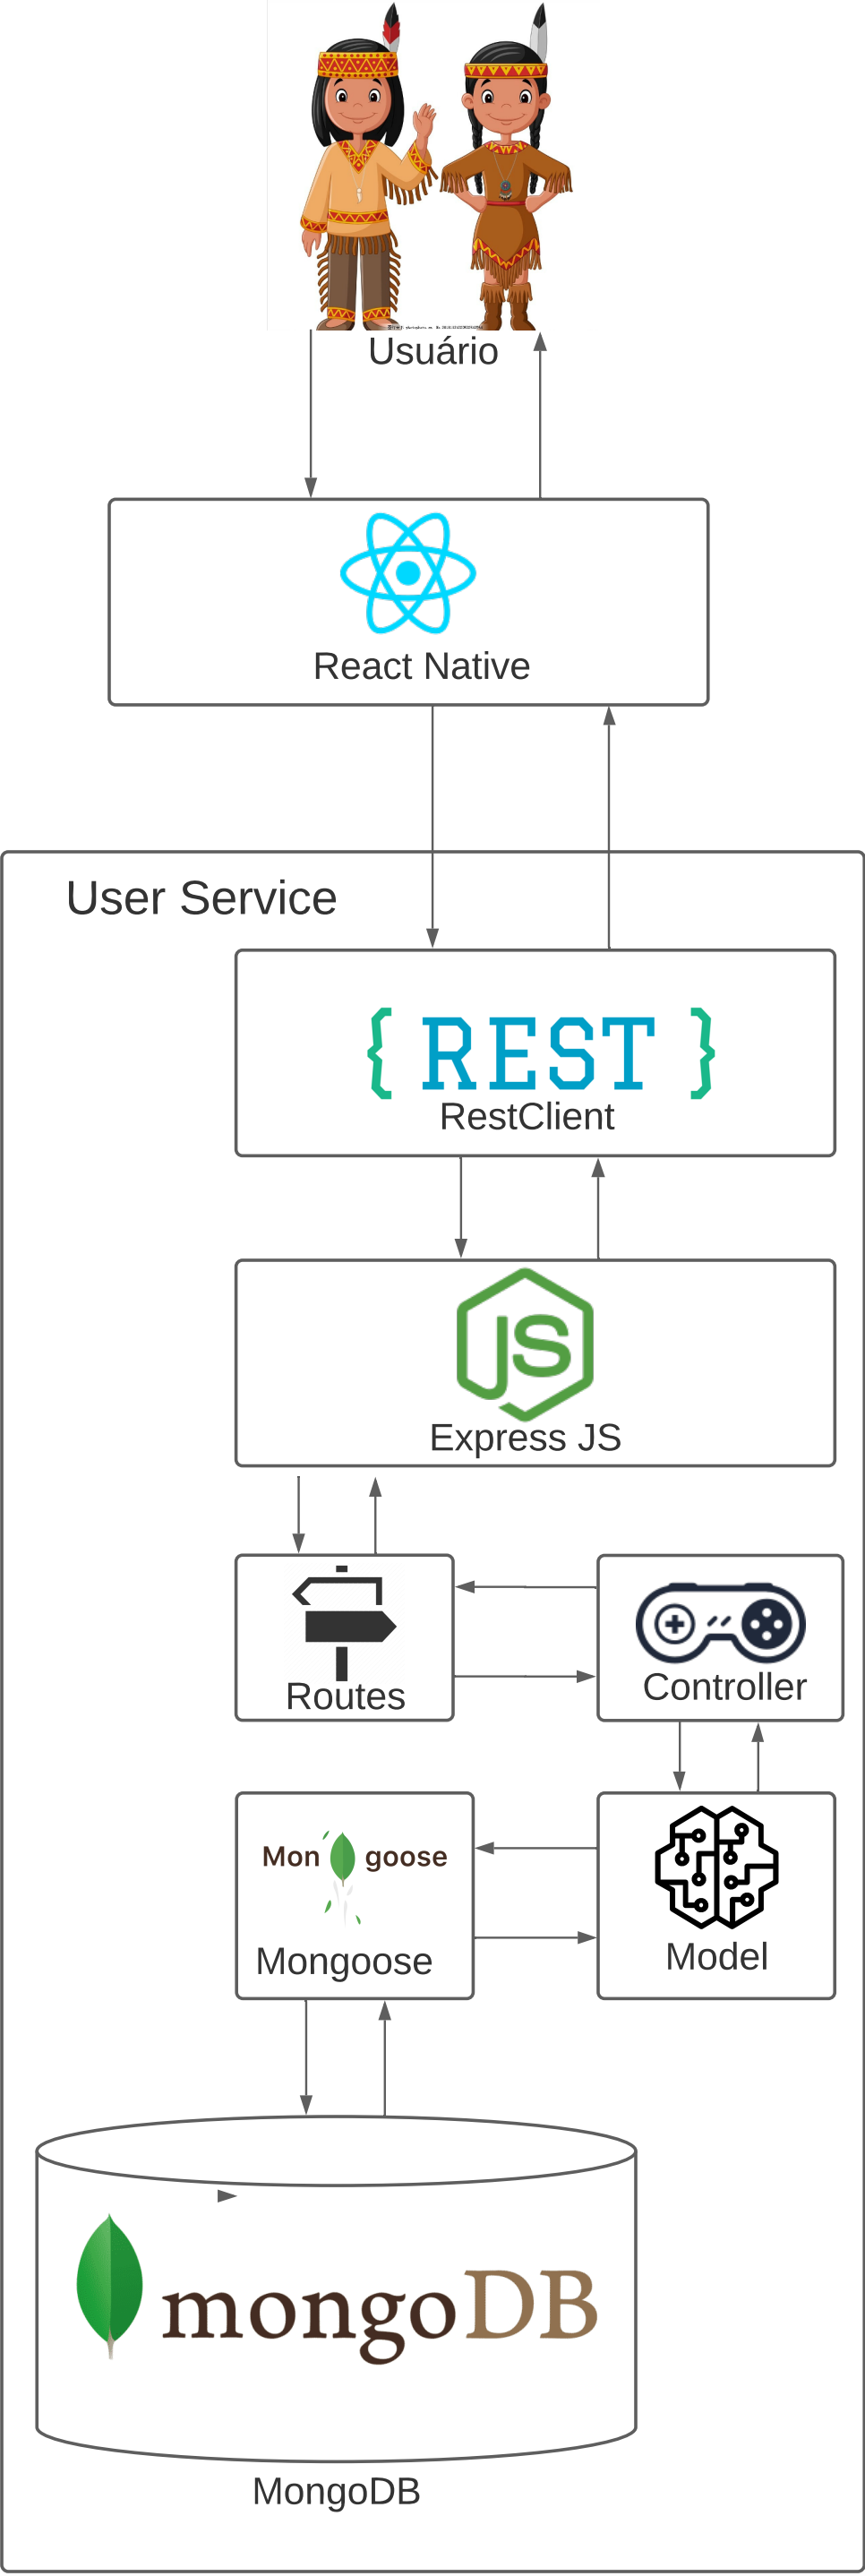 Usuário
React Native
User Service
{ REST }
RestClient
JS
Express JS
Routes
Controller
Mon goose
Mongoose
Model
mongoDB
MongoDB